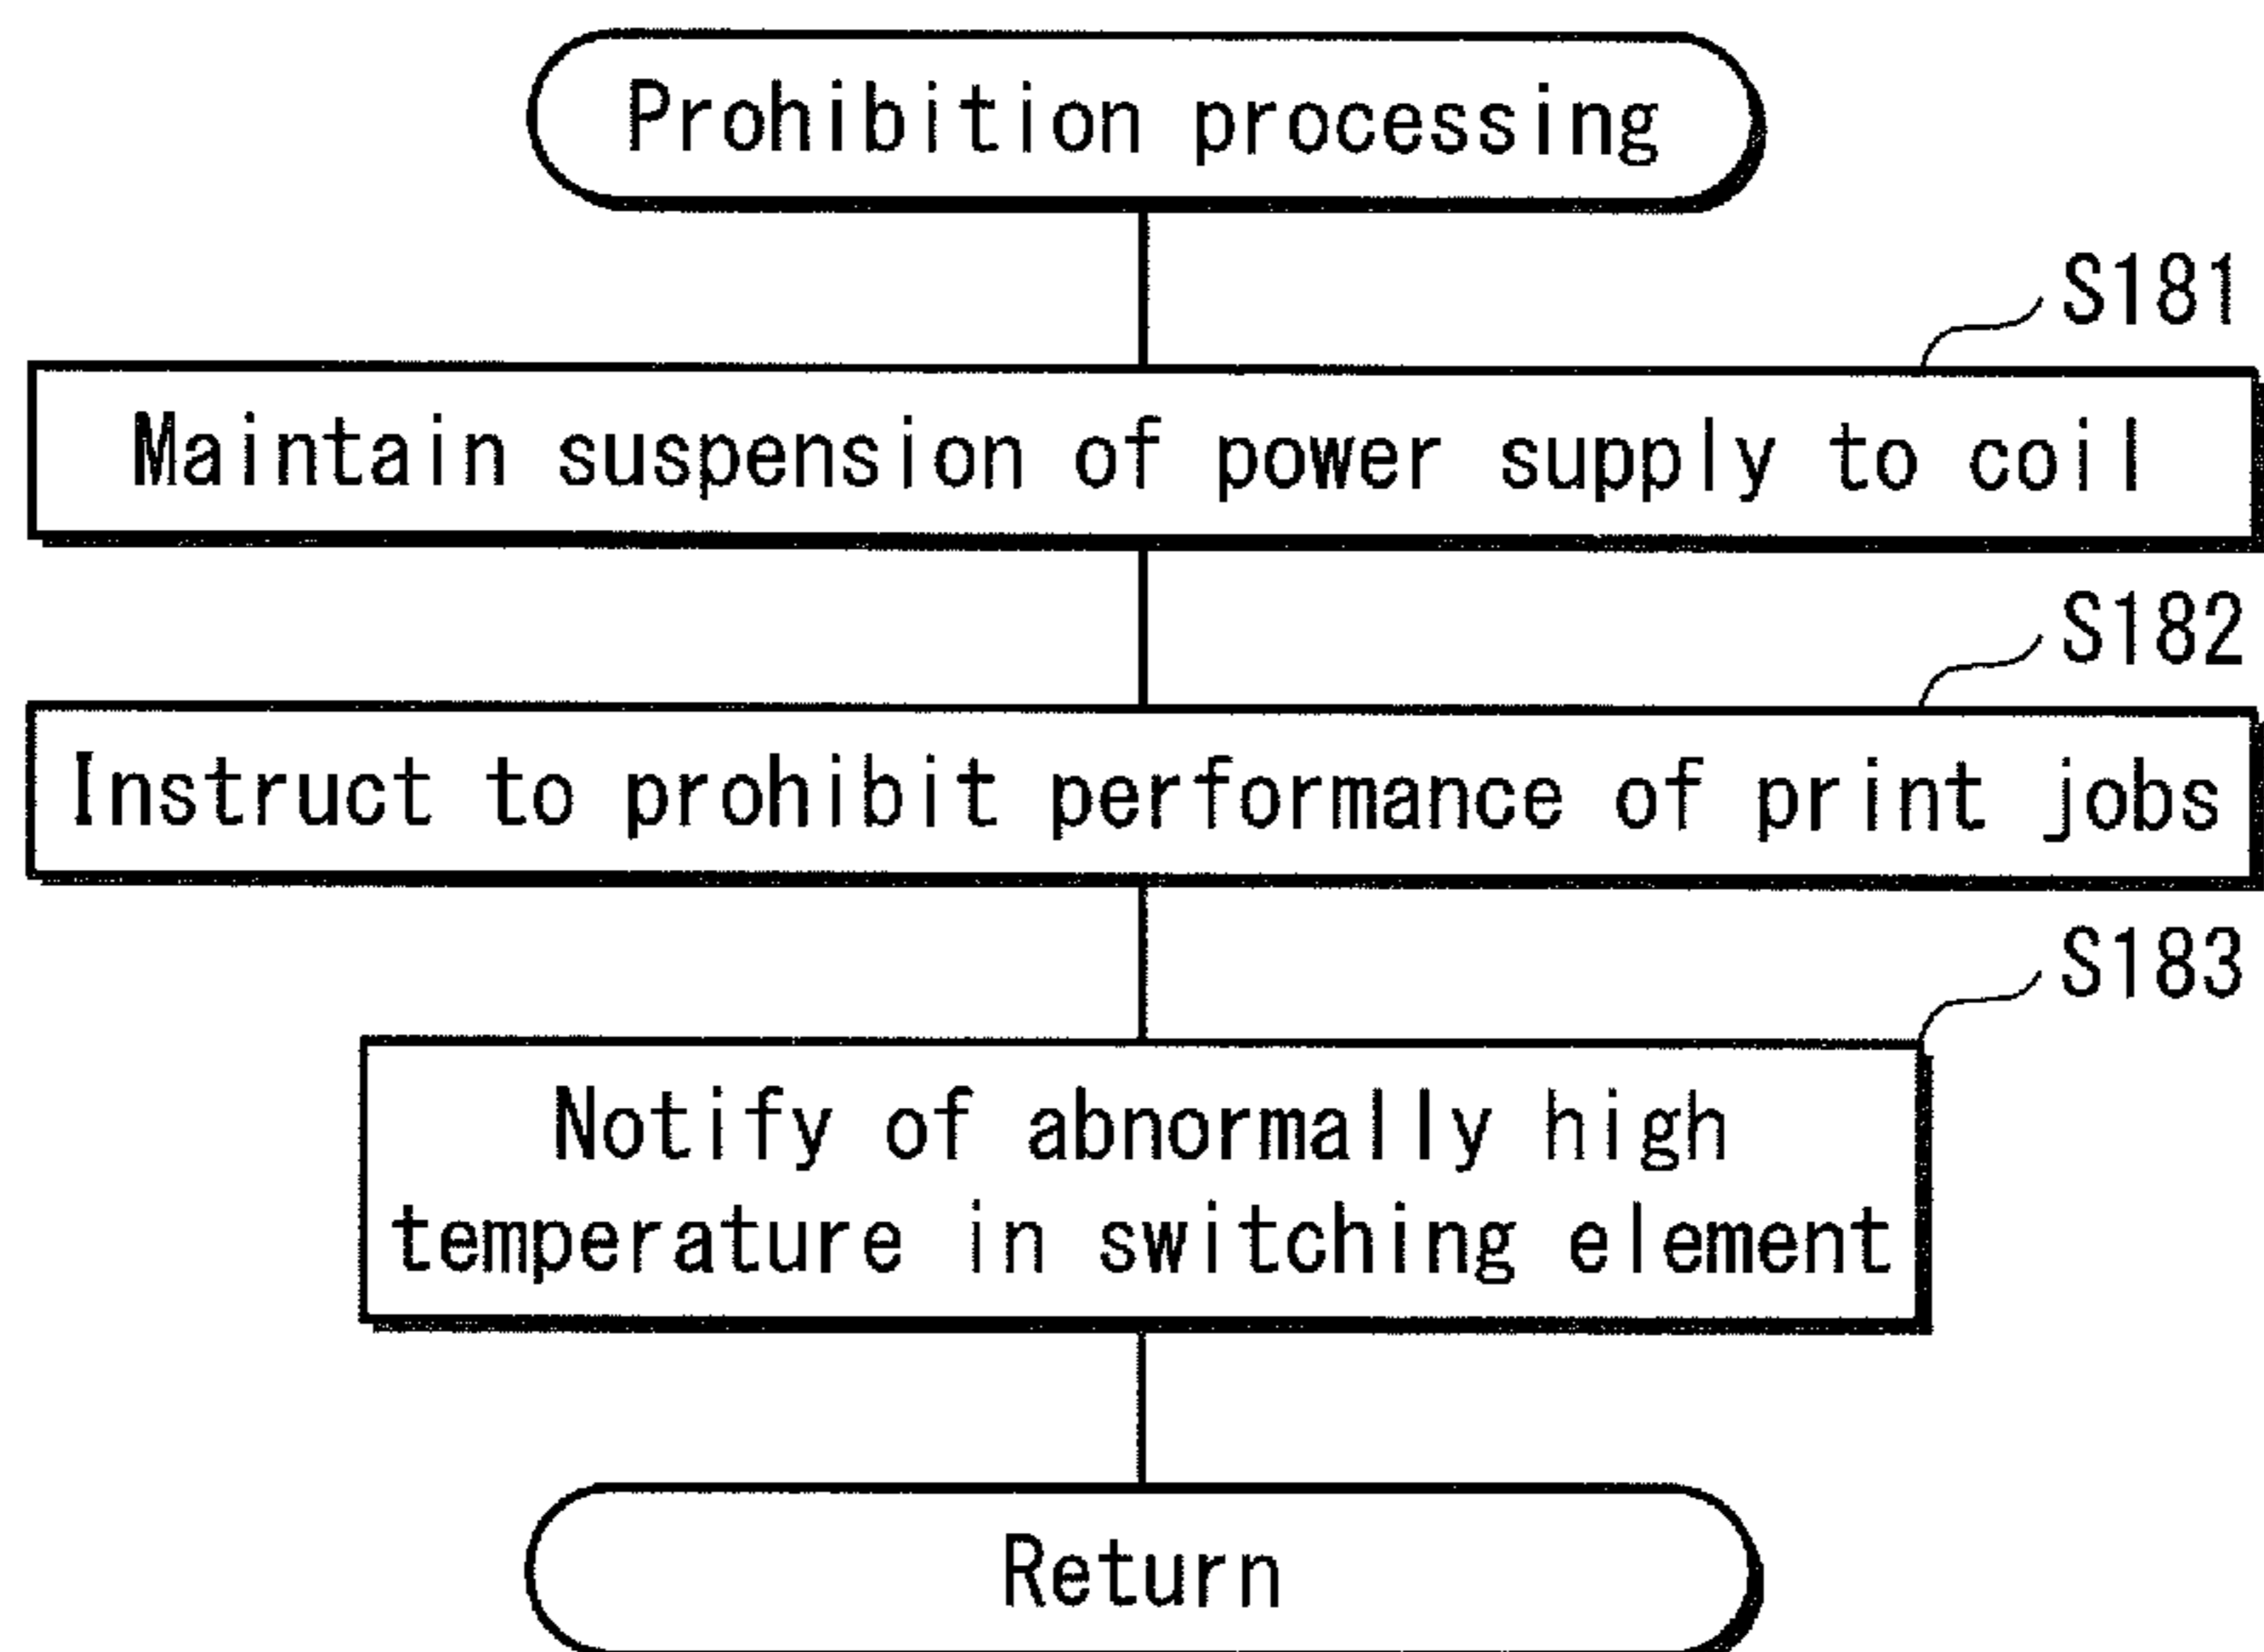 Prohibition processing
S181
Maintain suspension of power supply to coil
S182
Instruct to prohibit performance of print jobs
S183
Notify of abnormally high
temperature in switching element
Return